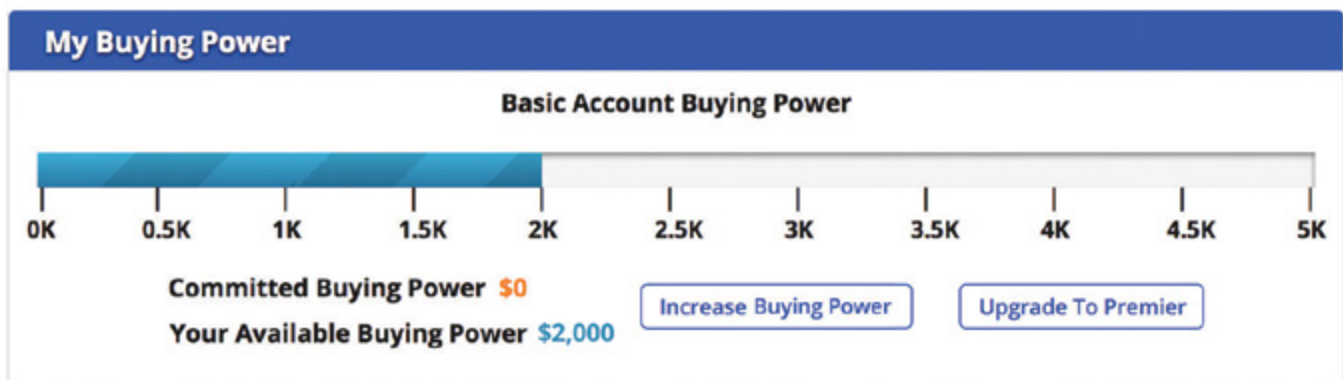 My Buying Power
Basic Account Buying Power
0K 0.5K 1K 1.5K 2K 2.5K 3K 3.5K 4K 4.5K 5K
Committed Buying Power $0
Your Available Buying Power $2,000
Increase Buying Power
Upgrade To Premier